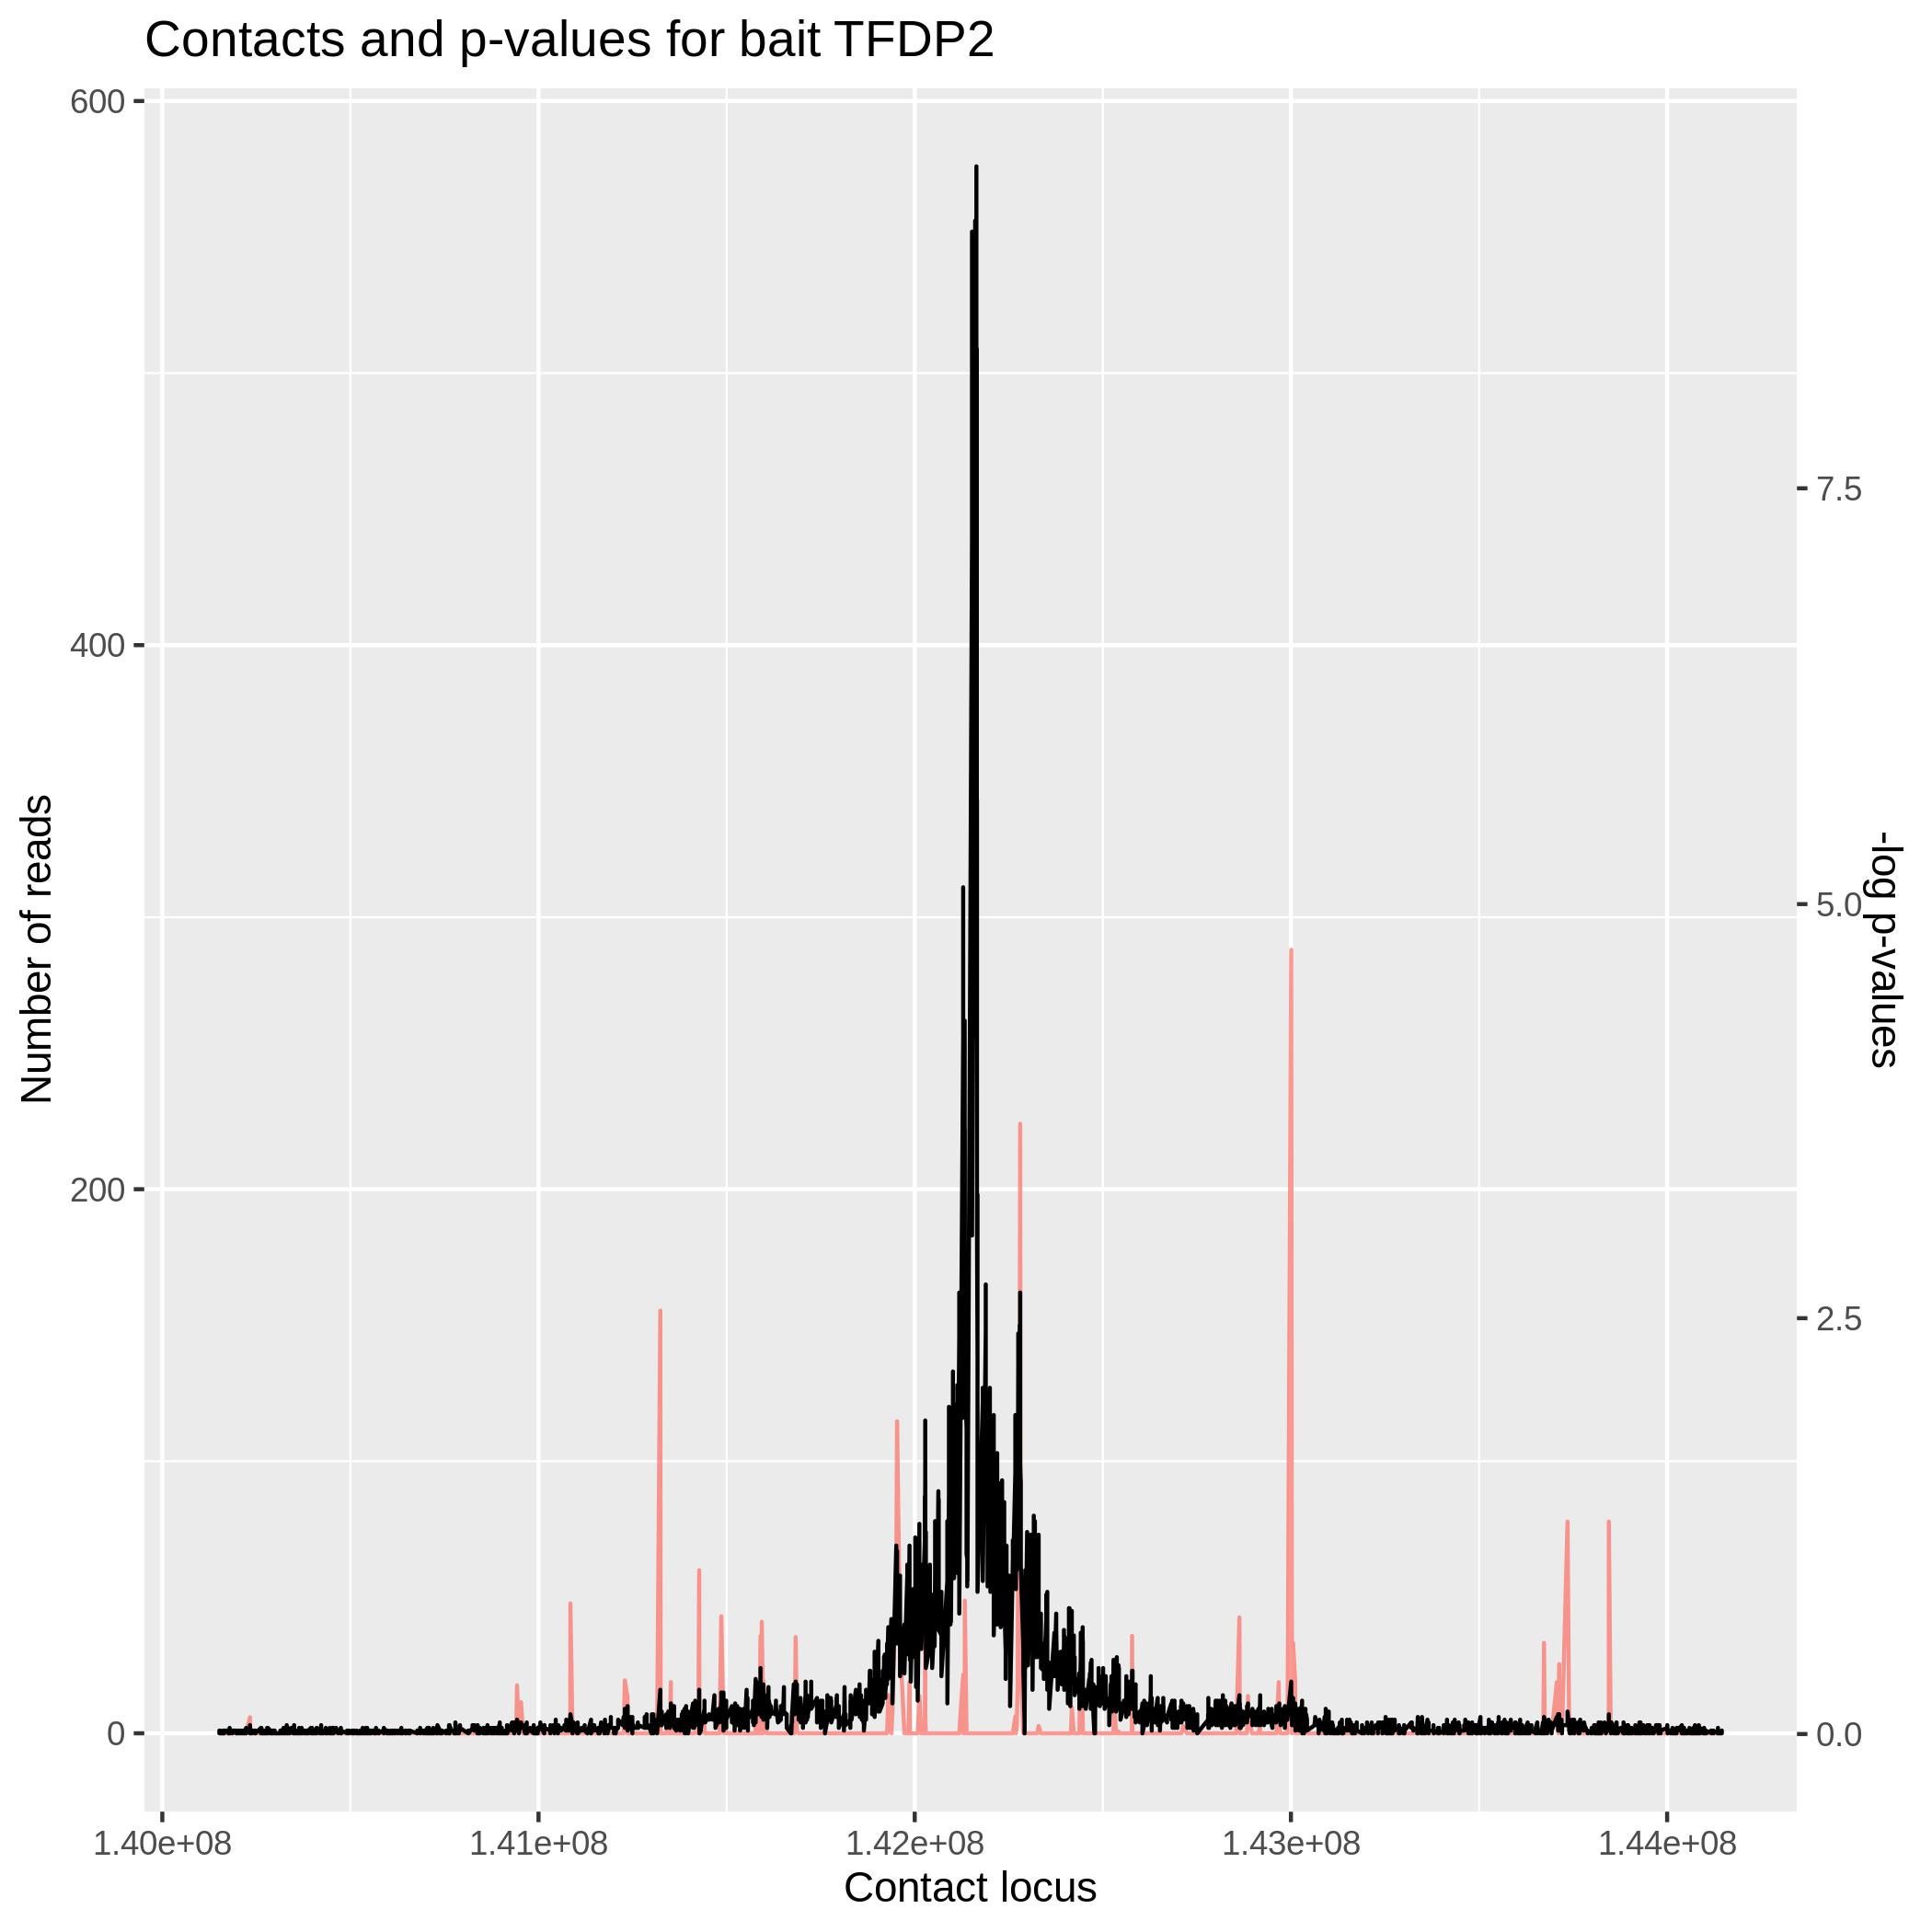 Contacts and p-values for bait TFDP2
600
400
200
0
Number of reads
7.5
5.0
2.5
0.0
-log p-values
1.40e+08
1.41e+08
1.42e+08
1.43e+08
1.44e+08
Contact locus